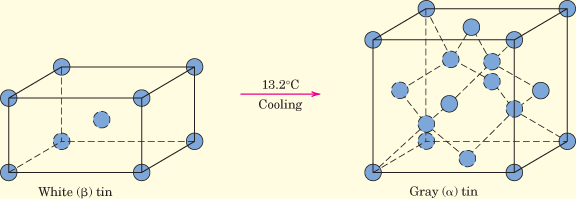 13.2°C
Cooling
White (β) tin
Gray (α) tin